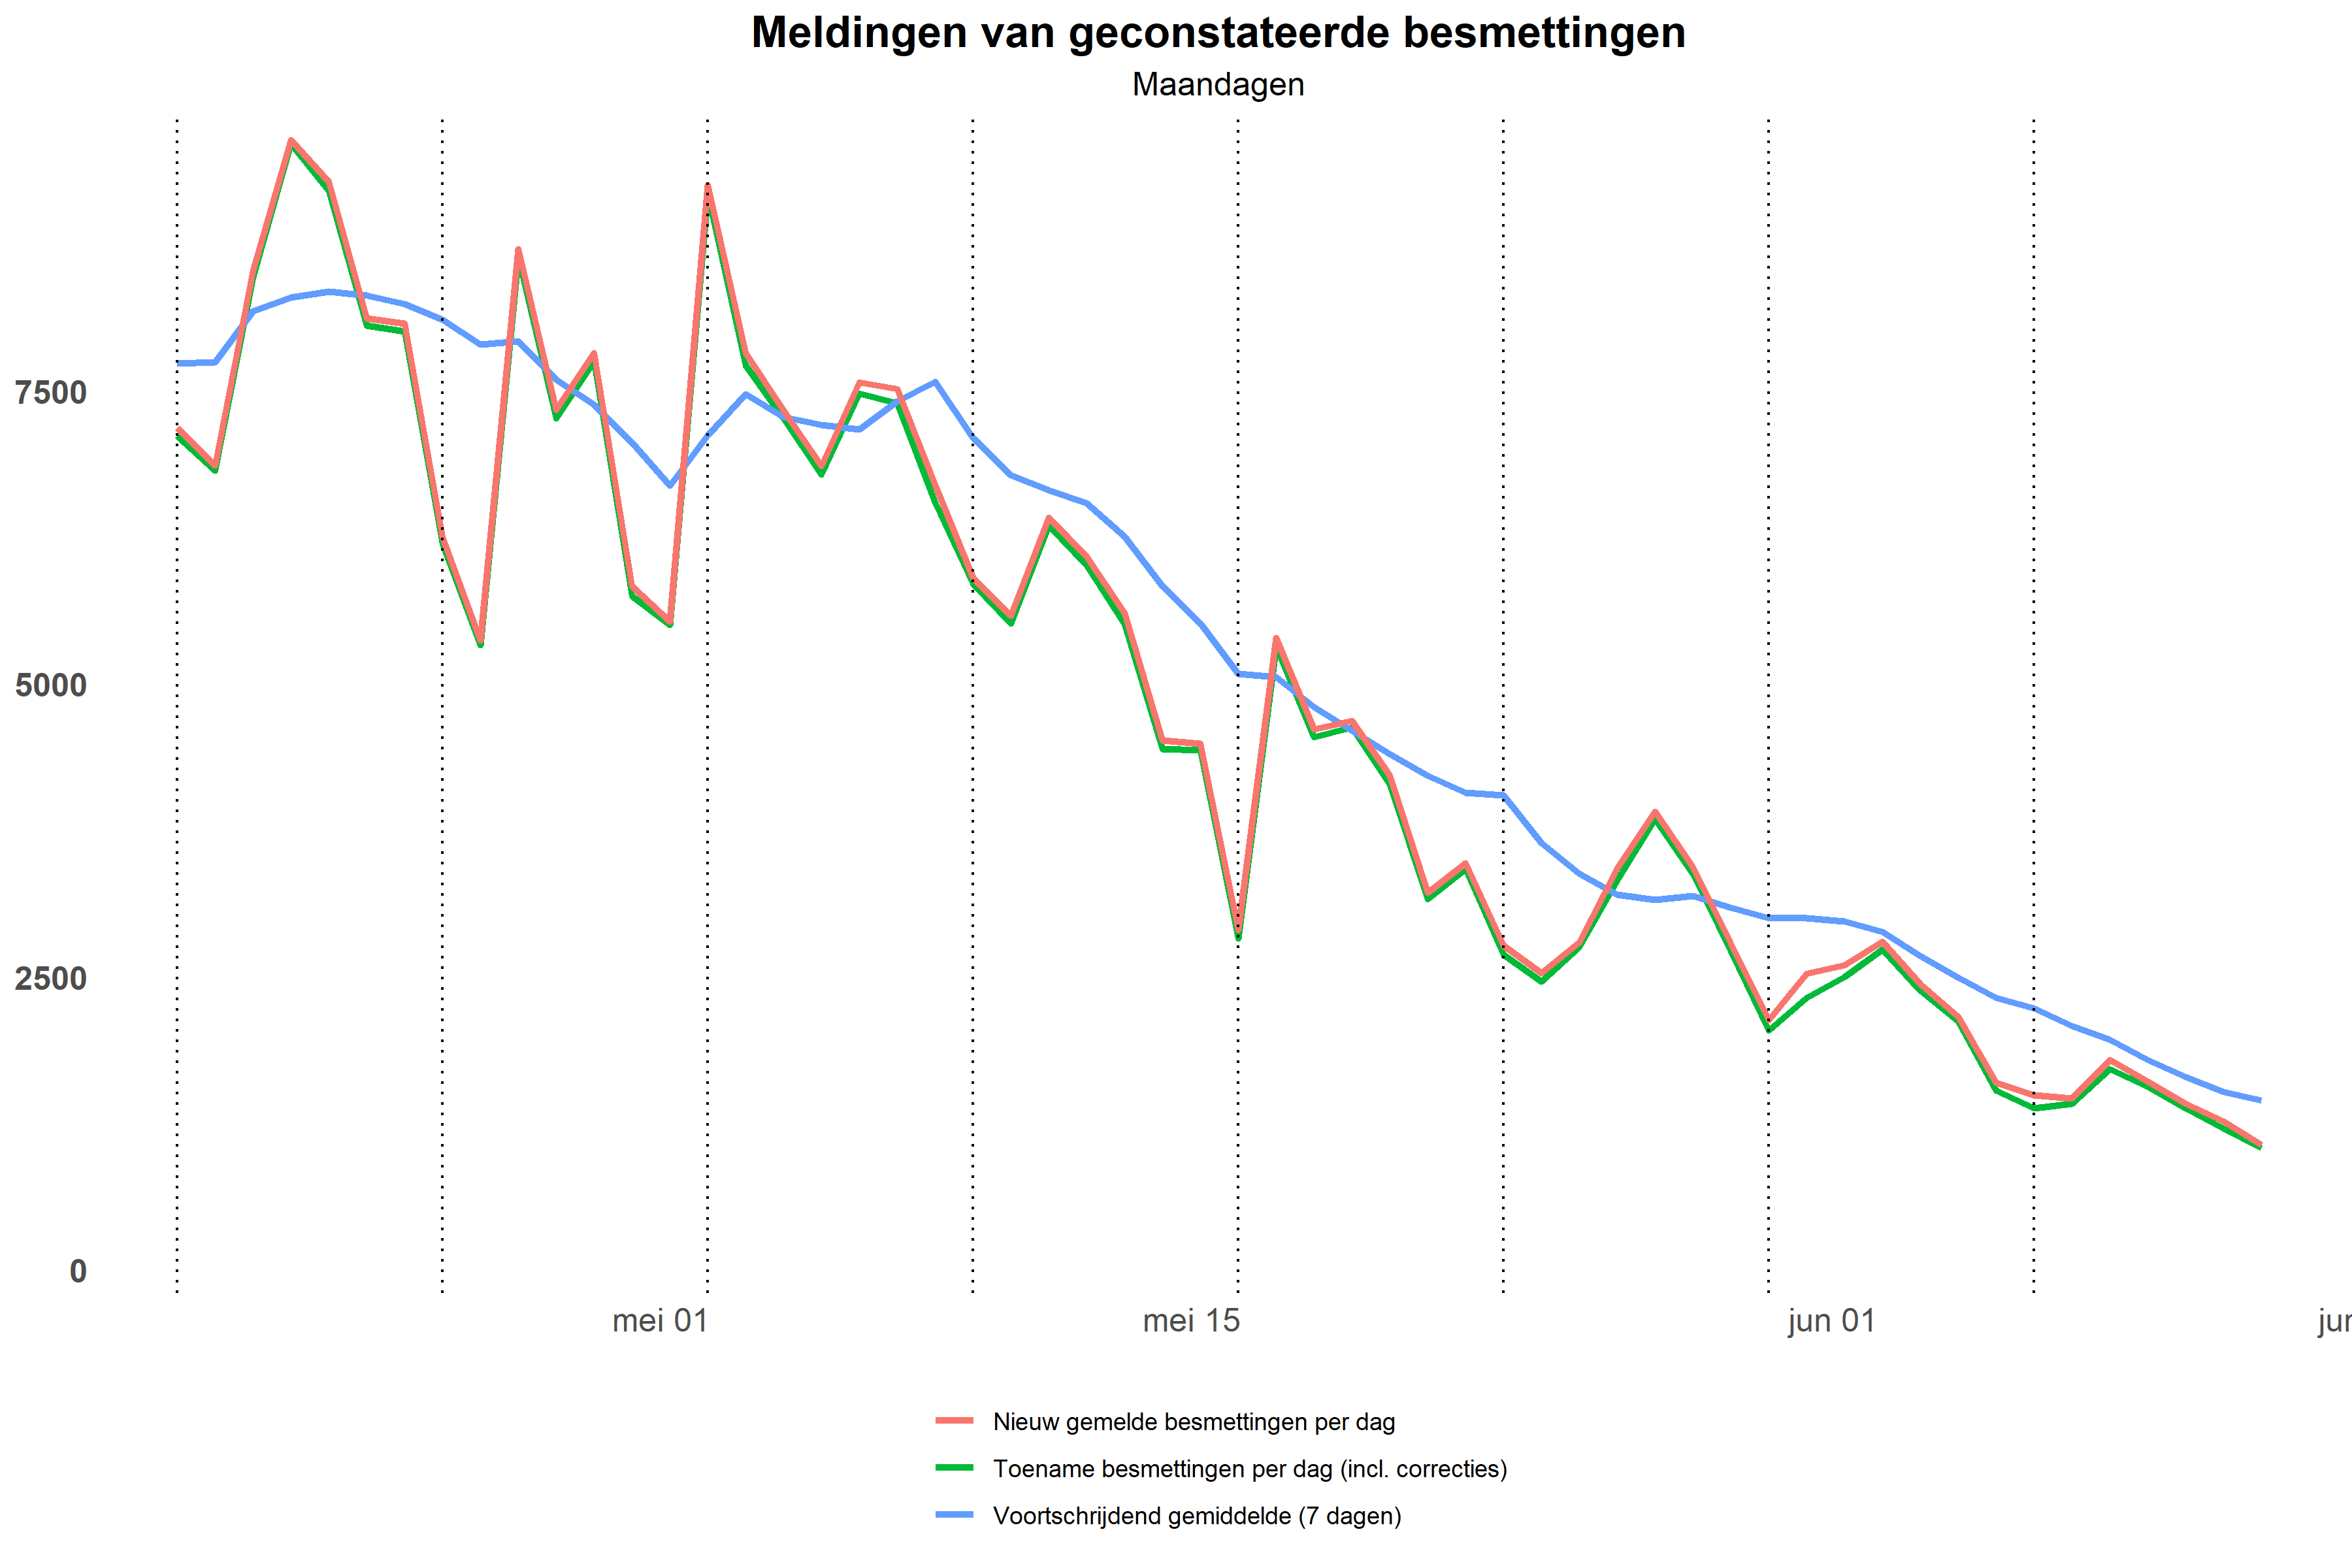 Meldingen van geconstateerde besmettingen
Maandagen
7500
5000
2500
0
mei 01
mei 15
jun 01
jun
Nieuw gemelde besmettingen per dag
Toename besmettingen per dag (incl. correcties)
Voortschrijdend gemiddelde (7 dagen)